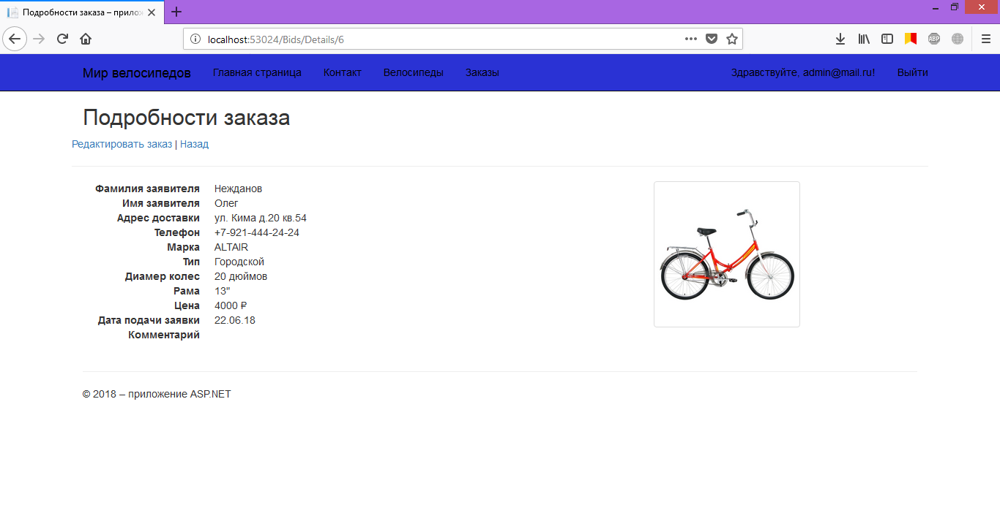 Подробности заказа – прилож
localhost:53024/Bids/Details/6
ABP
Мир велосипедов Главная страница Контакт Велосипеды Заказы Здравствуйте, admin@mail.ru! Выйти
Подробности заказа
Редактировать заказ | Назад
Фамилия заявителя Нежданов
Имя заявителя Олег
Адрес доставки ул. Кима д.20 кв.54
Телефон +7-921-444-24-24
Марка ALTAIR
Тип Городской
Диамер колес 20 дюймов
Рама 13"
Цена 4000 ₽
Дата подачи заявки 22.06.18
Комментарий
© 2018 – приложение ASP.NET